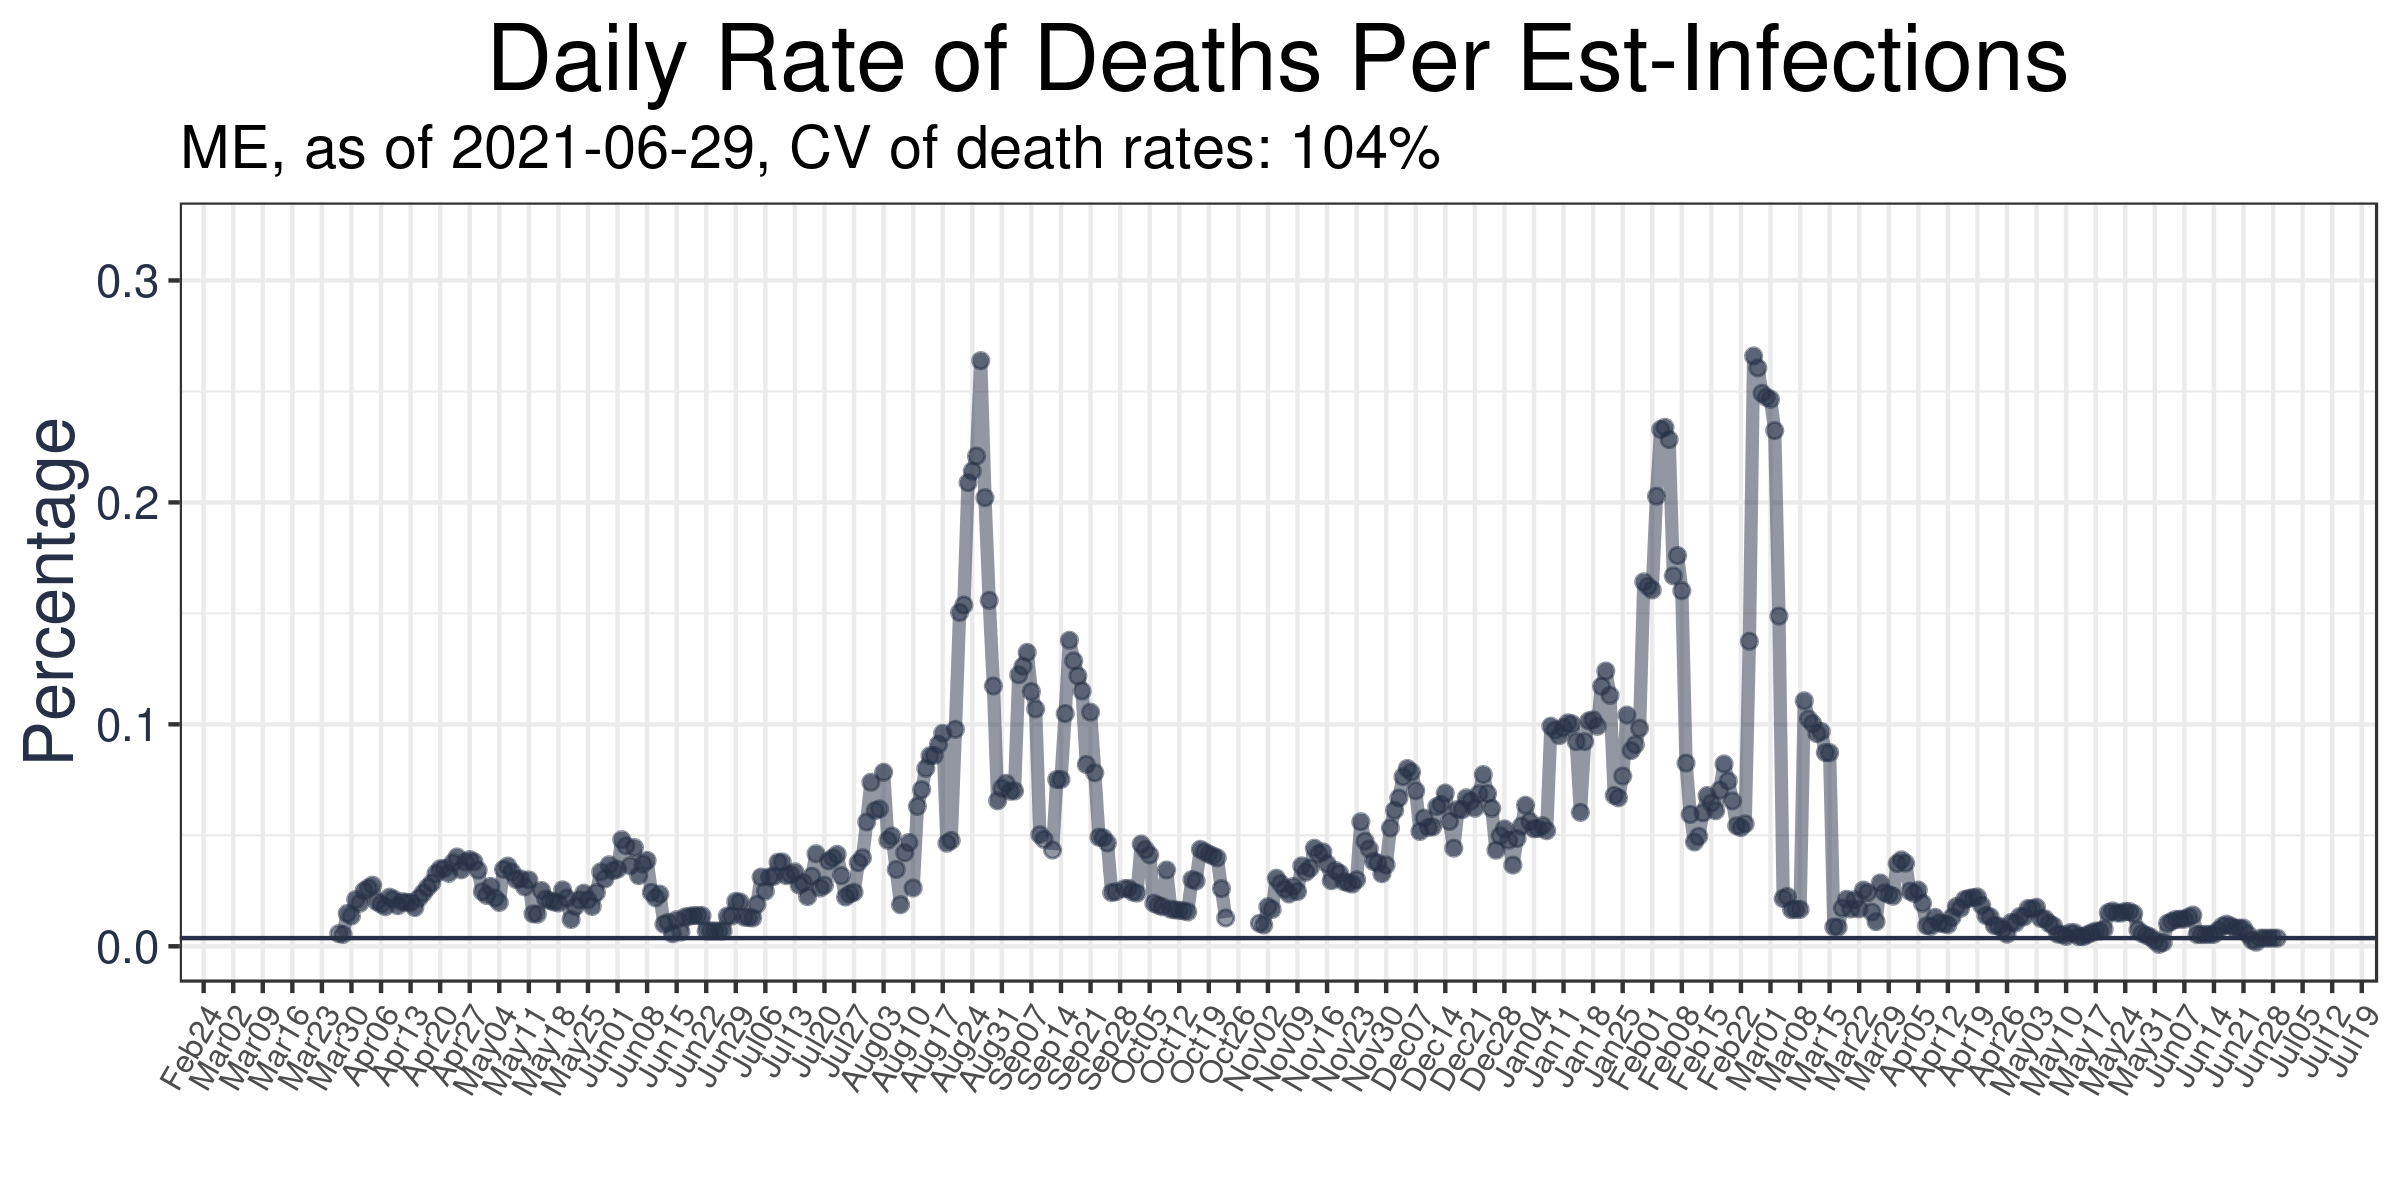 Daily Rate of Deaths Per Est-Infections
ME, as of 2021-06-29, CV of death rates: 104%
Percentage
0.3
0.2
0.1
0.0
Feb24
Mar02
Mar09
Mar16
Mar23
Mar30
Apr06
Apr13
Apr20
Apr27
May04
May11
May18
May25
Jun01
Jun08
Jun15
Jun22
Jun29
Jul06
Jul13
Jul20
Jul27
Aug03
Aug10
Aug17
Aug24
Aug31
Sep07
Sep14
Sep21
Sep28
Oct05
Oct12
Oct19
Oct26
Nov02
Nov09
Nov16
Nov23
Nov30
Dec07
Dec14
Dec21
Dec28
Jan04
Jan11
Jan18
Jan25
Feb01
Feb08
Feb15
Feb22
Mar01
Mar08
Mar15
Mar22
Mar29
Apr05
Apr12
Apr19
Apr26
May03
May10
May17
May24
May31
Jun07
Jun14
Jun21
Jun28
Jul05
Jul12
Jul19